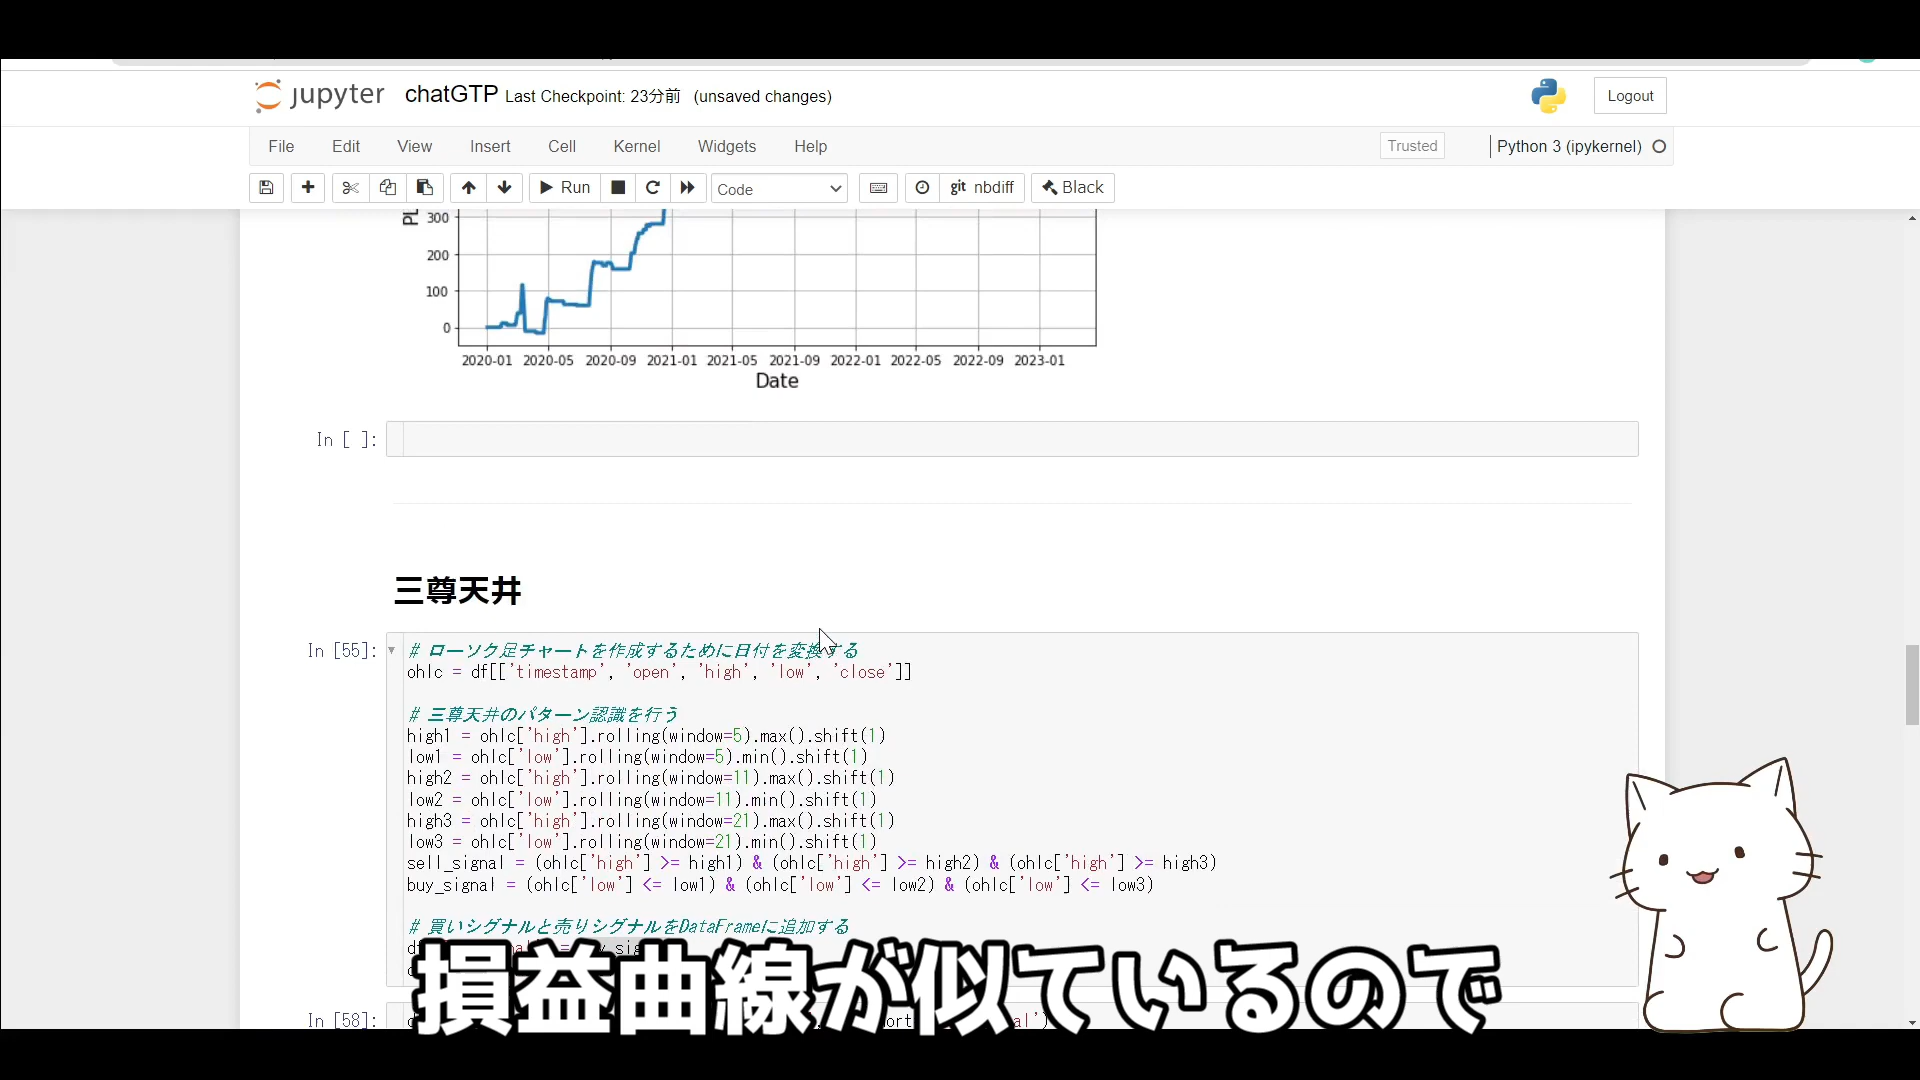 jupyter chatGTP Last Checkpoint: 23分前 (unsaved changes)
Logout
File Edit View Insert Cell Kernel Widgets Help
Trusted
Python 3 (ipykernel)
Run
Code
git nbdiff
Black
PL
300
200
100
0
2020-01 2020-05 2020-09 2021-01 2021-05 2021-09 2022-01 2022-05 2022-09 2023-01
Date
In [ ]:
三尊天井
In [55]:
# ローソク足チャートを作成するために日付を変換する
ohlc = df[['timestamp', 'open', 'high', 'low', 'close']]
# 三尊天井のパターン認識を行う
high1 = ohlc['high'].rolling(window=5).max().shift(1)
low1 = ohlc['low'].rolling(window=5).min().shift(1)
high2 = ohlc['high'].rolling(window=11).max().shift(1)
low2 = ohlc['low'].rolling(window=11).min().shift(1)
high3 = ohlc['high'].rolling(window=21).max().shift(1)
low3 = ohlc['low'].rolling(window=21).min().shift(1)
sell_signal = (ohlc['high'] >= high1) & (ohlc['high'] >= high2) & (ohlc['high'] >= high3)
buy_signal = (ohlc['low'] <= low1) & (ohlc['low'] <= low2) & (ohlc['low'] <= low3)
# 買いシグナルと売りシグナルをDataFrameに追加する
損益曲線が似ているので
In [58]: